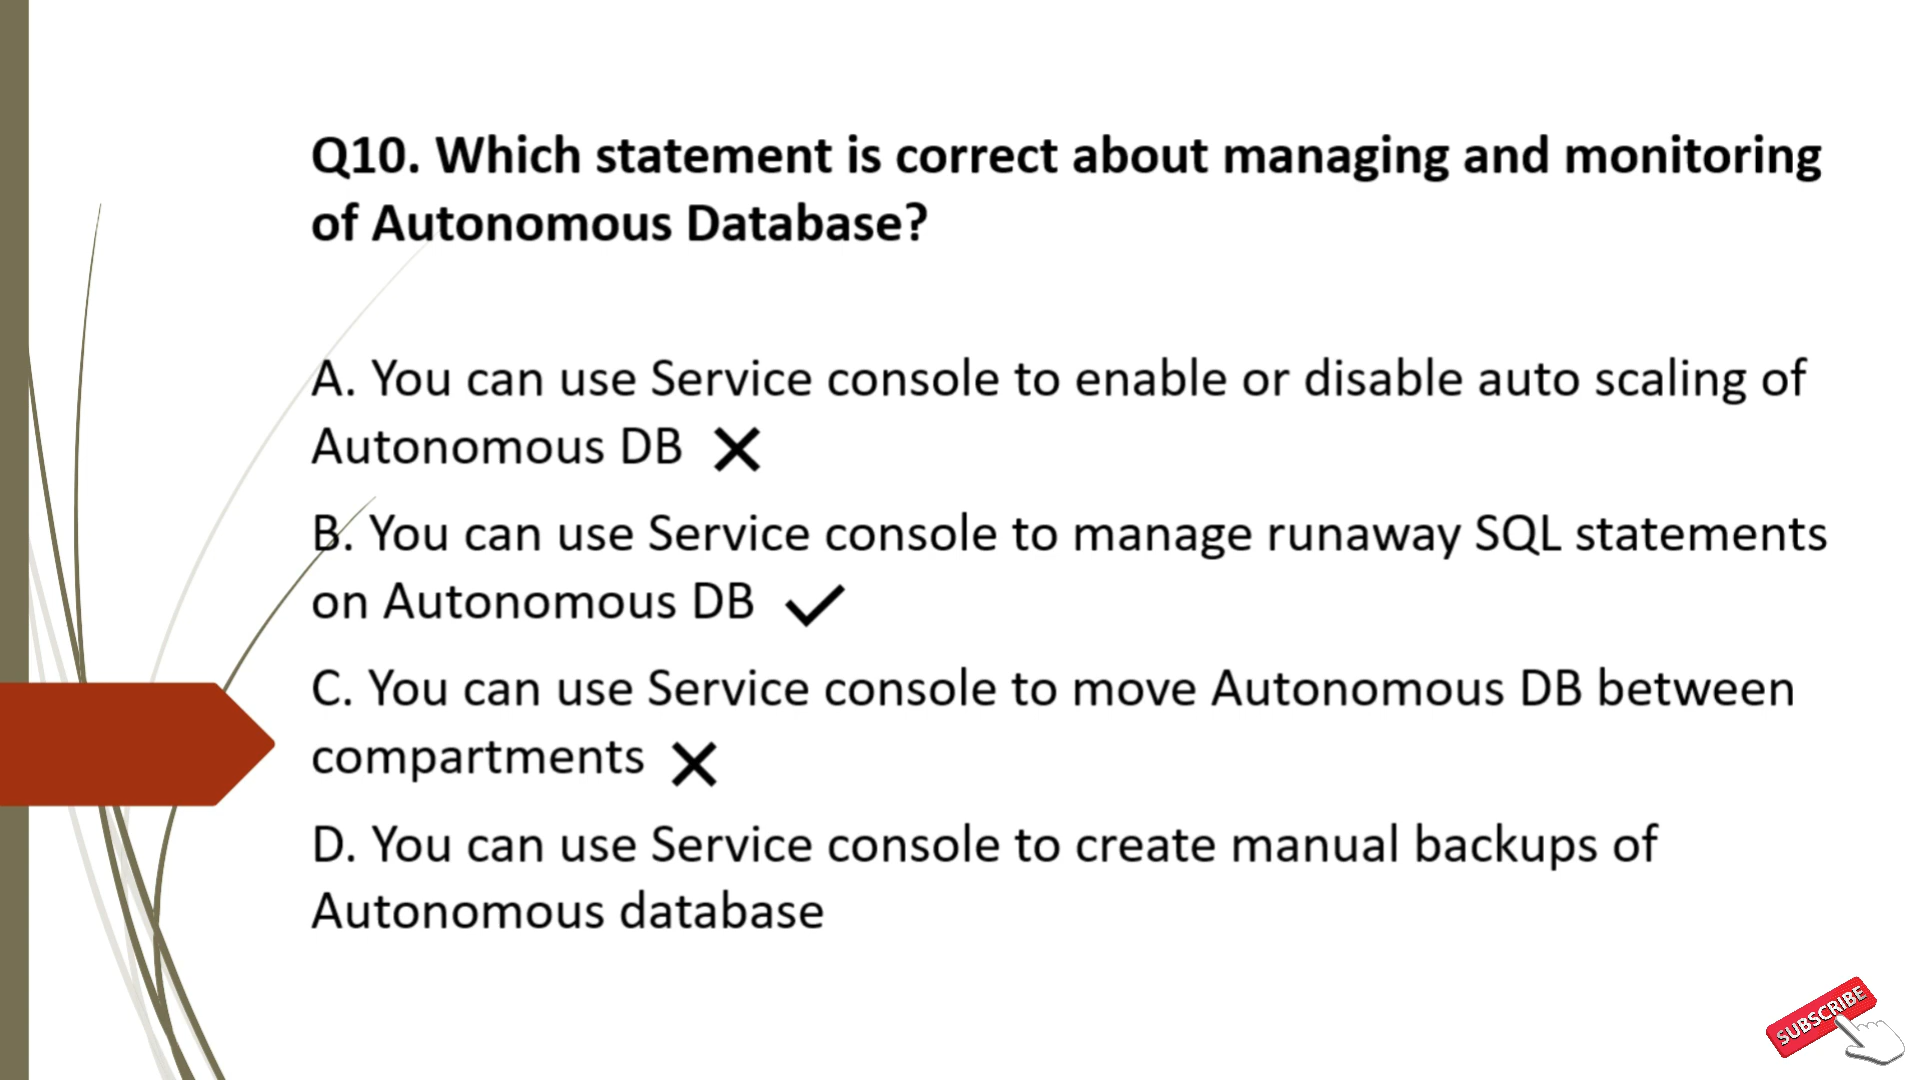 Q10. Which statement is correct about managing and monitoring
of Autonomous Database?
A. You can use Service console to enable or disable auto scaling of
Autonomous DB
B. You can use Service console to manage runaway SQL statements
on Autonomous DB
C. You can use Service console to move Autonomous DB between
compartments
D. You can use Service console to create manual backups of
Autonomous database
SUBSCRIBE